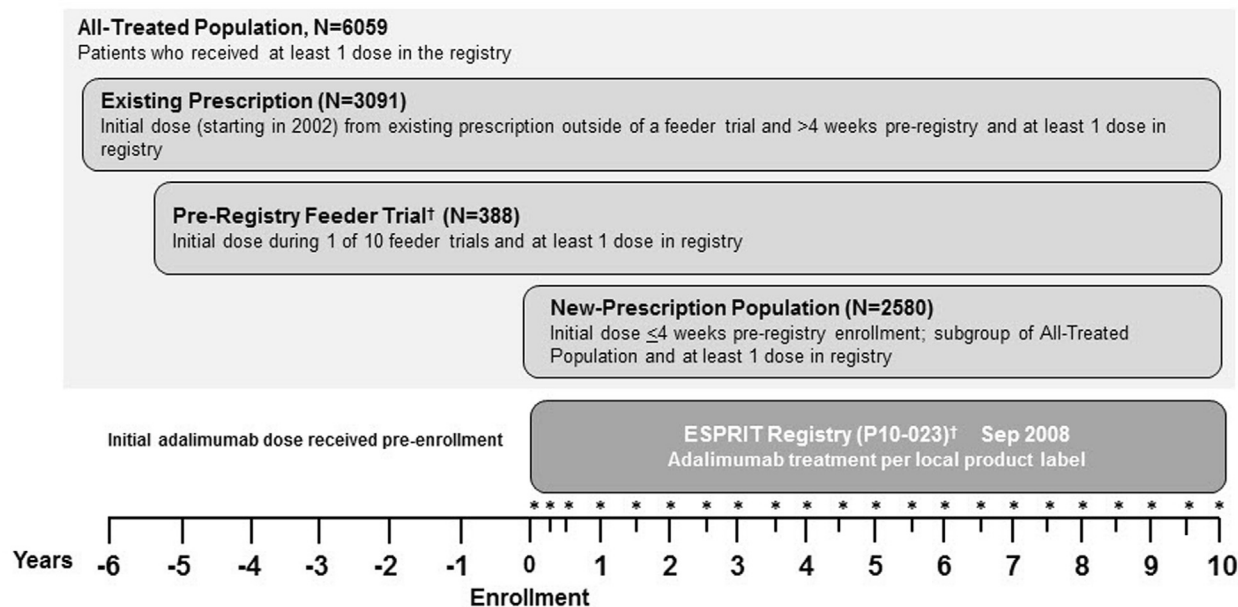 All-Treated Population, N=6059
Patients who received at least 1 dose in the registry
Existing Prescription (N=3091)
Initial dose (starting in 2002) from existing prescription outside of a feeder trial and >4 weeks pre-registry and at least 1 dose in
registry
Pre-Registry Feeder Trial† (N=388)
Initial dose during 1 of 10 feeder trials and at least 1 dose in registry
New-Prescription Population (N=2580)
Initial dose ≤4 weeks pre-registry enrollment; subgroup of All-Treated
Population and at least 1 dose in registry
Initial adalimumab dose received pre-enrollment
ESPRIT Registry (P10-023)† Sep 2008
Adalimumab treatment per local product label
* * * * * * * * * * * * * * * * * * * * * *
Years -6 -5 -4 -3 -2 -1 0 1 2 3 4 5 6 7 8 9 10
Enrollment